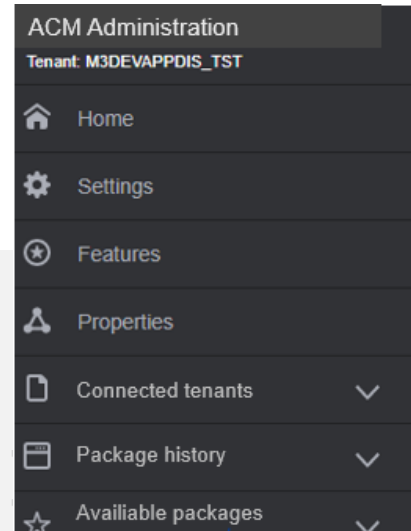 ACM Administration
Tenant: M3DEVAPPDIS_TST
Home
Settings
Features
Properties
Connected tenants
Package history
Availiable packages